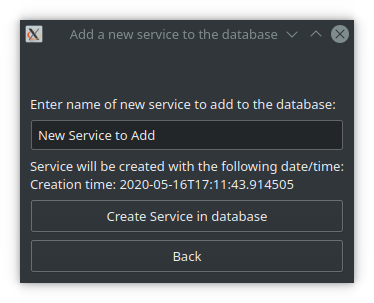 Add a new service to the database
Enter name of new service to add to the database:
New Service to Add
Service will be created with the following date/time:
Creation time: 2020-05-16T17:11:43.914505
Create Service in database
Back